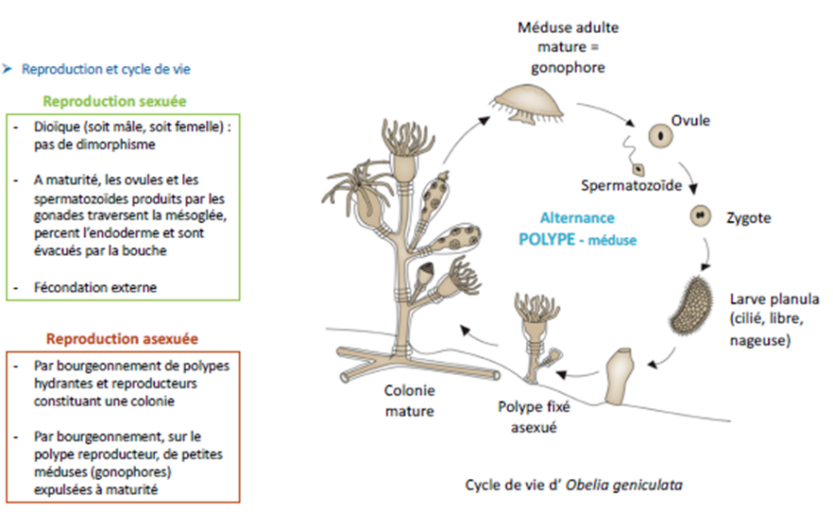 ➢ Reproduction et cycle de vie
Reproduction sexuée
- Dioïque (soit mâle, soit femelle) :
pas de dimorphisme
- A maturité, les ovules et les
spermatozoïdes produits par les
gonades traversent la mésoglée,
percent l'endoderme et sont
évacués par la bouche
- Fécondation externe
Reproduction asexuée
- Par bourgeonnement de polypes
hydrantes et reproducteurs
constituant une colonie
- Par bourgeonnement, sur le
polype reproducteur, de petites
méduses (gonophores)
expulsées à maturité
Méduse adulte
mature =
gonophore
Ovule
Spermatozoïde
Zygote
Alternance
POLYPE - méduse
Larve planula
(cilié, libre,
nageuse)
Polype fixé
asexué
Colonie
mature
Cycle de vie d' Obelia geniculata